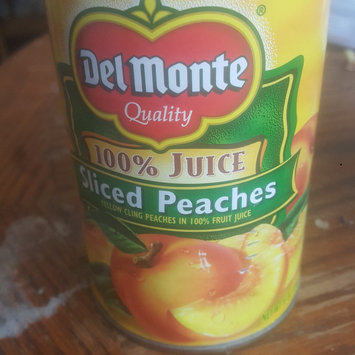 Del Monte
®
Quality
100% JUICE
Sliced Peaches
YELLOW CLING PEACHES IN 100% FRUIT JUICE